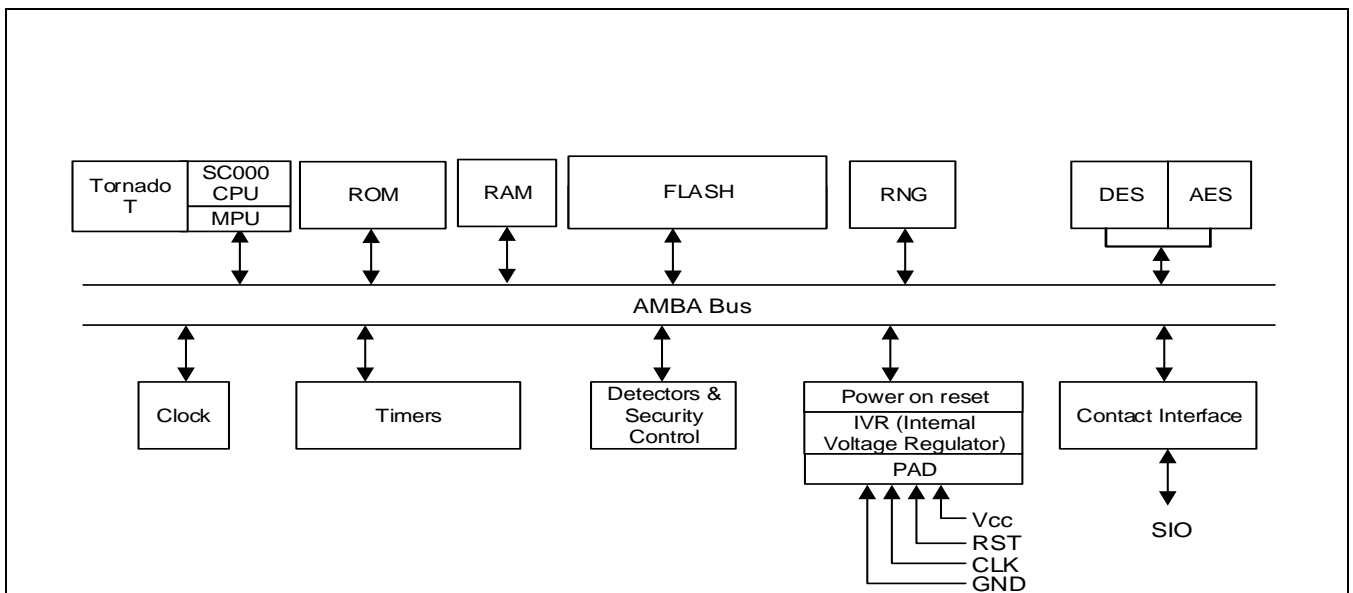 Tornado
T
SC000
CPU
MPU
ROM
RAM
FLASH
RNG
DES
AES
AMBA Bus
Clock
Timers
Detectors &
Security
Control
Power on reset
IVR (Internal
Voltage Regulator)
PAD
Contact Interface
Vcc
RST
CLK
GND
SIO